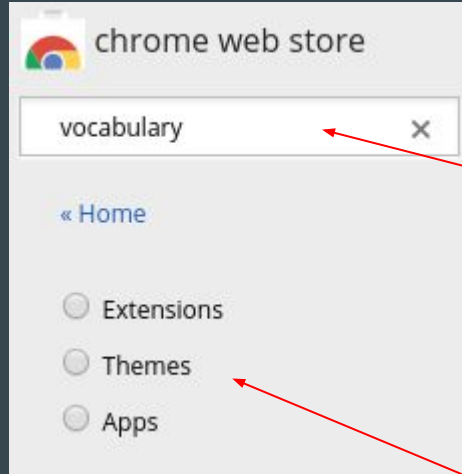 chrome web store
vocabulary ×
« Home
Extensions
Themes
Apps